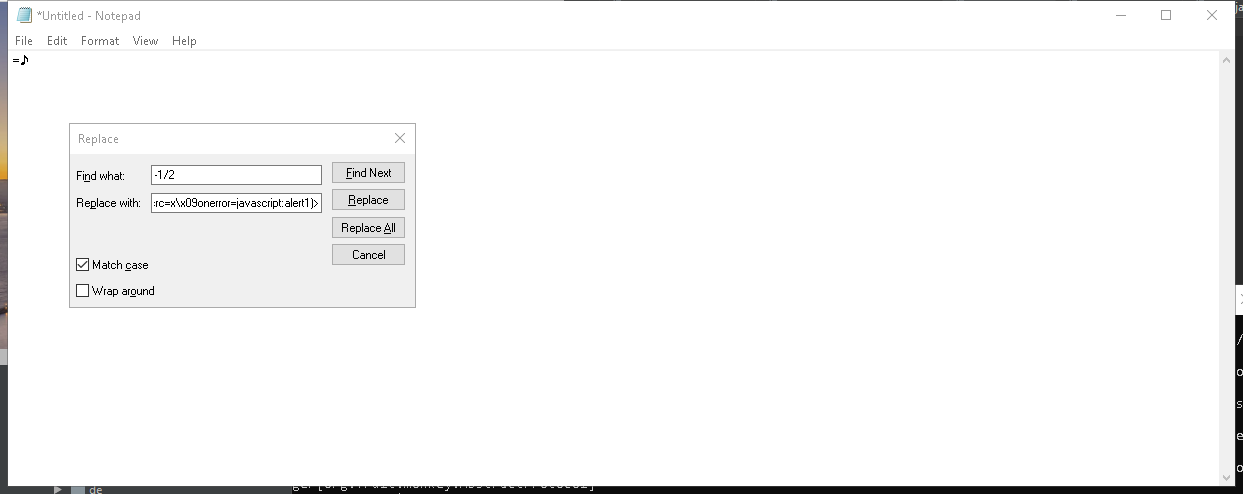 *Untitled - Notepad
File Edit Format View Help
=♪
Replace
Find what: -1/2 Find Next
Replace with: rc=x\x09onerror=javascript:alert1)> Replace
Replace All
Cancel
Match case
Wrap around
de